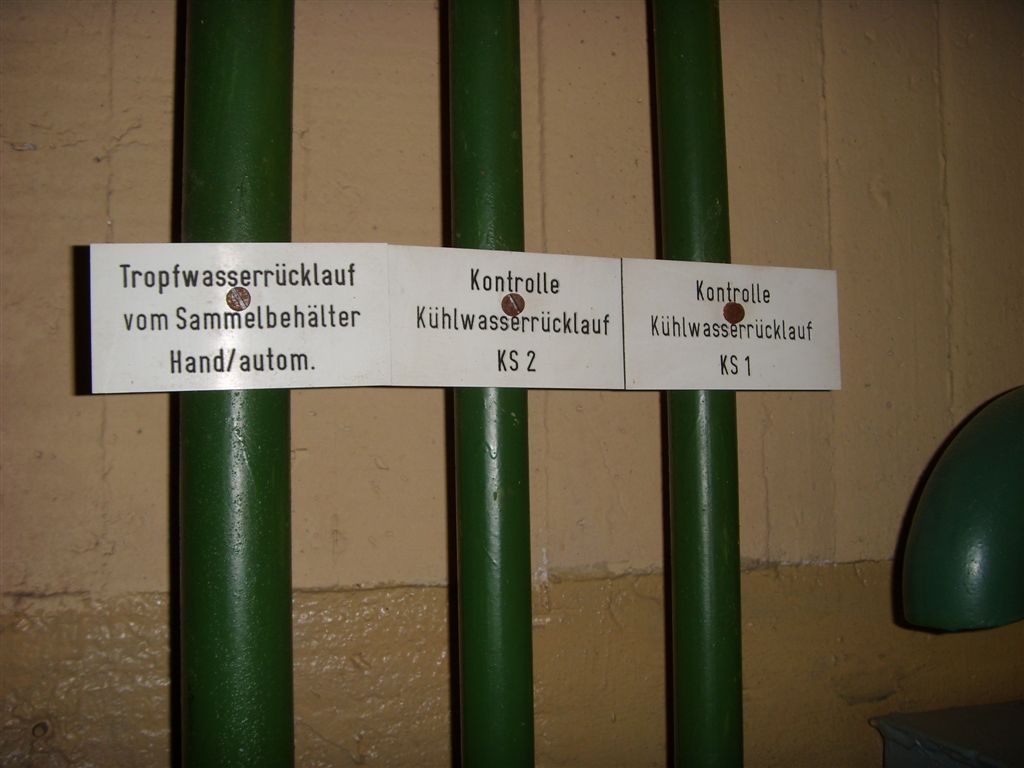 Tropfwasserrücklauf
vom Sammelbehälter
Hand/autom.
Kontrolle
Kühlwasserrücklauf
KS 2
Kontrolle
Kühlwasserrücklauf
KS 1